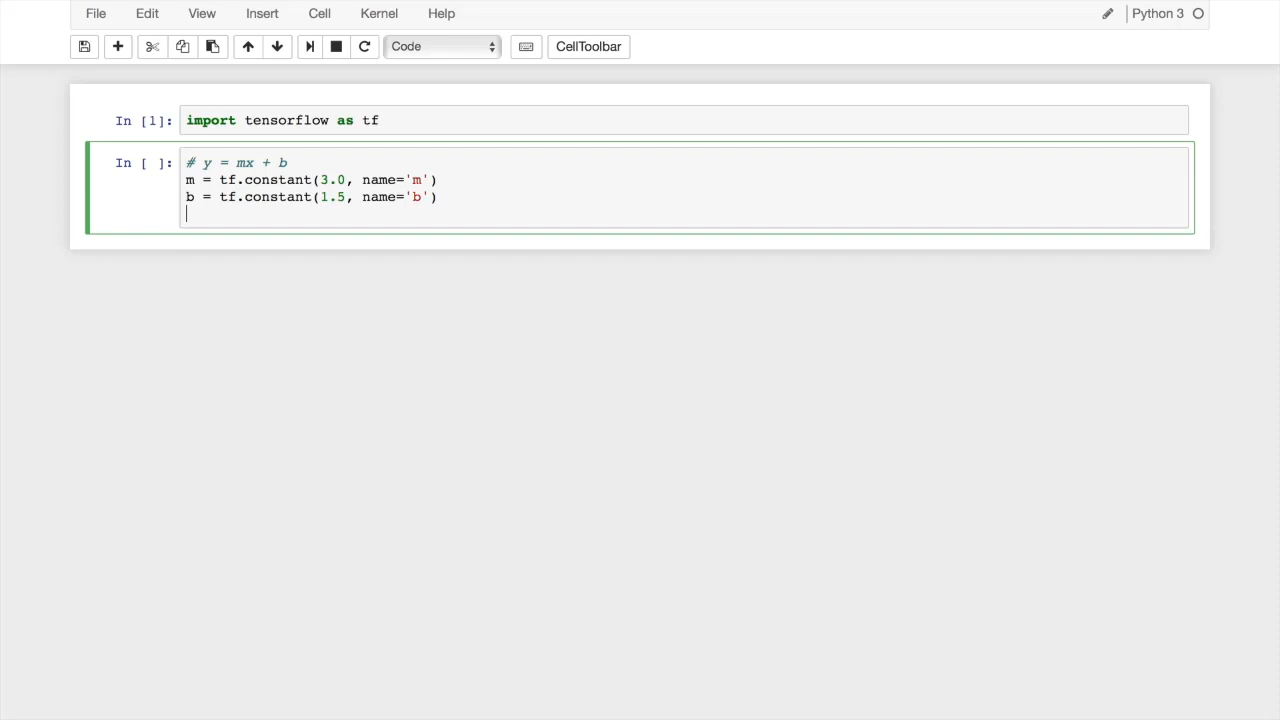 File Edit View Insert Cell Kernel Help Python 3
Code CellToolbar
In [1]: import tensorflow as tf
In [ ]: # y = mx + b
m = tf.constant(3.0, name='m')
b = tf.constant(1.5, name='b')